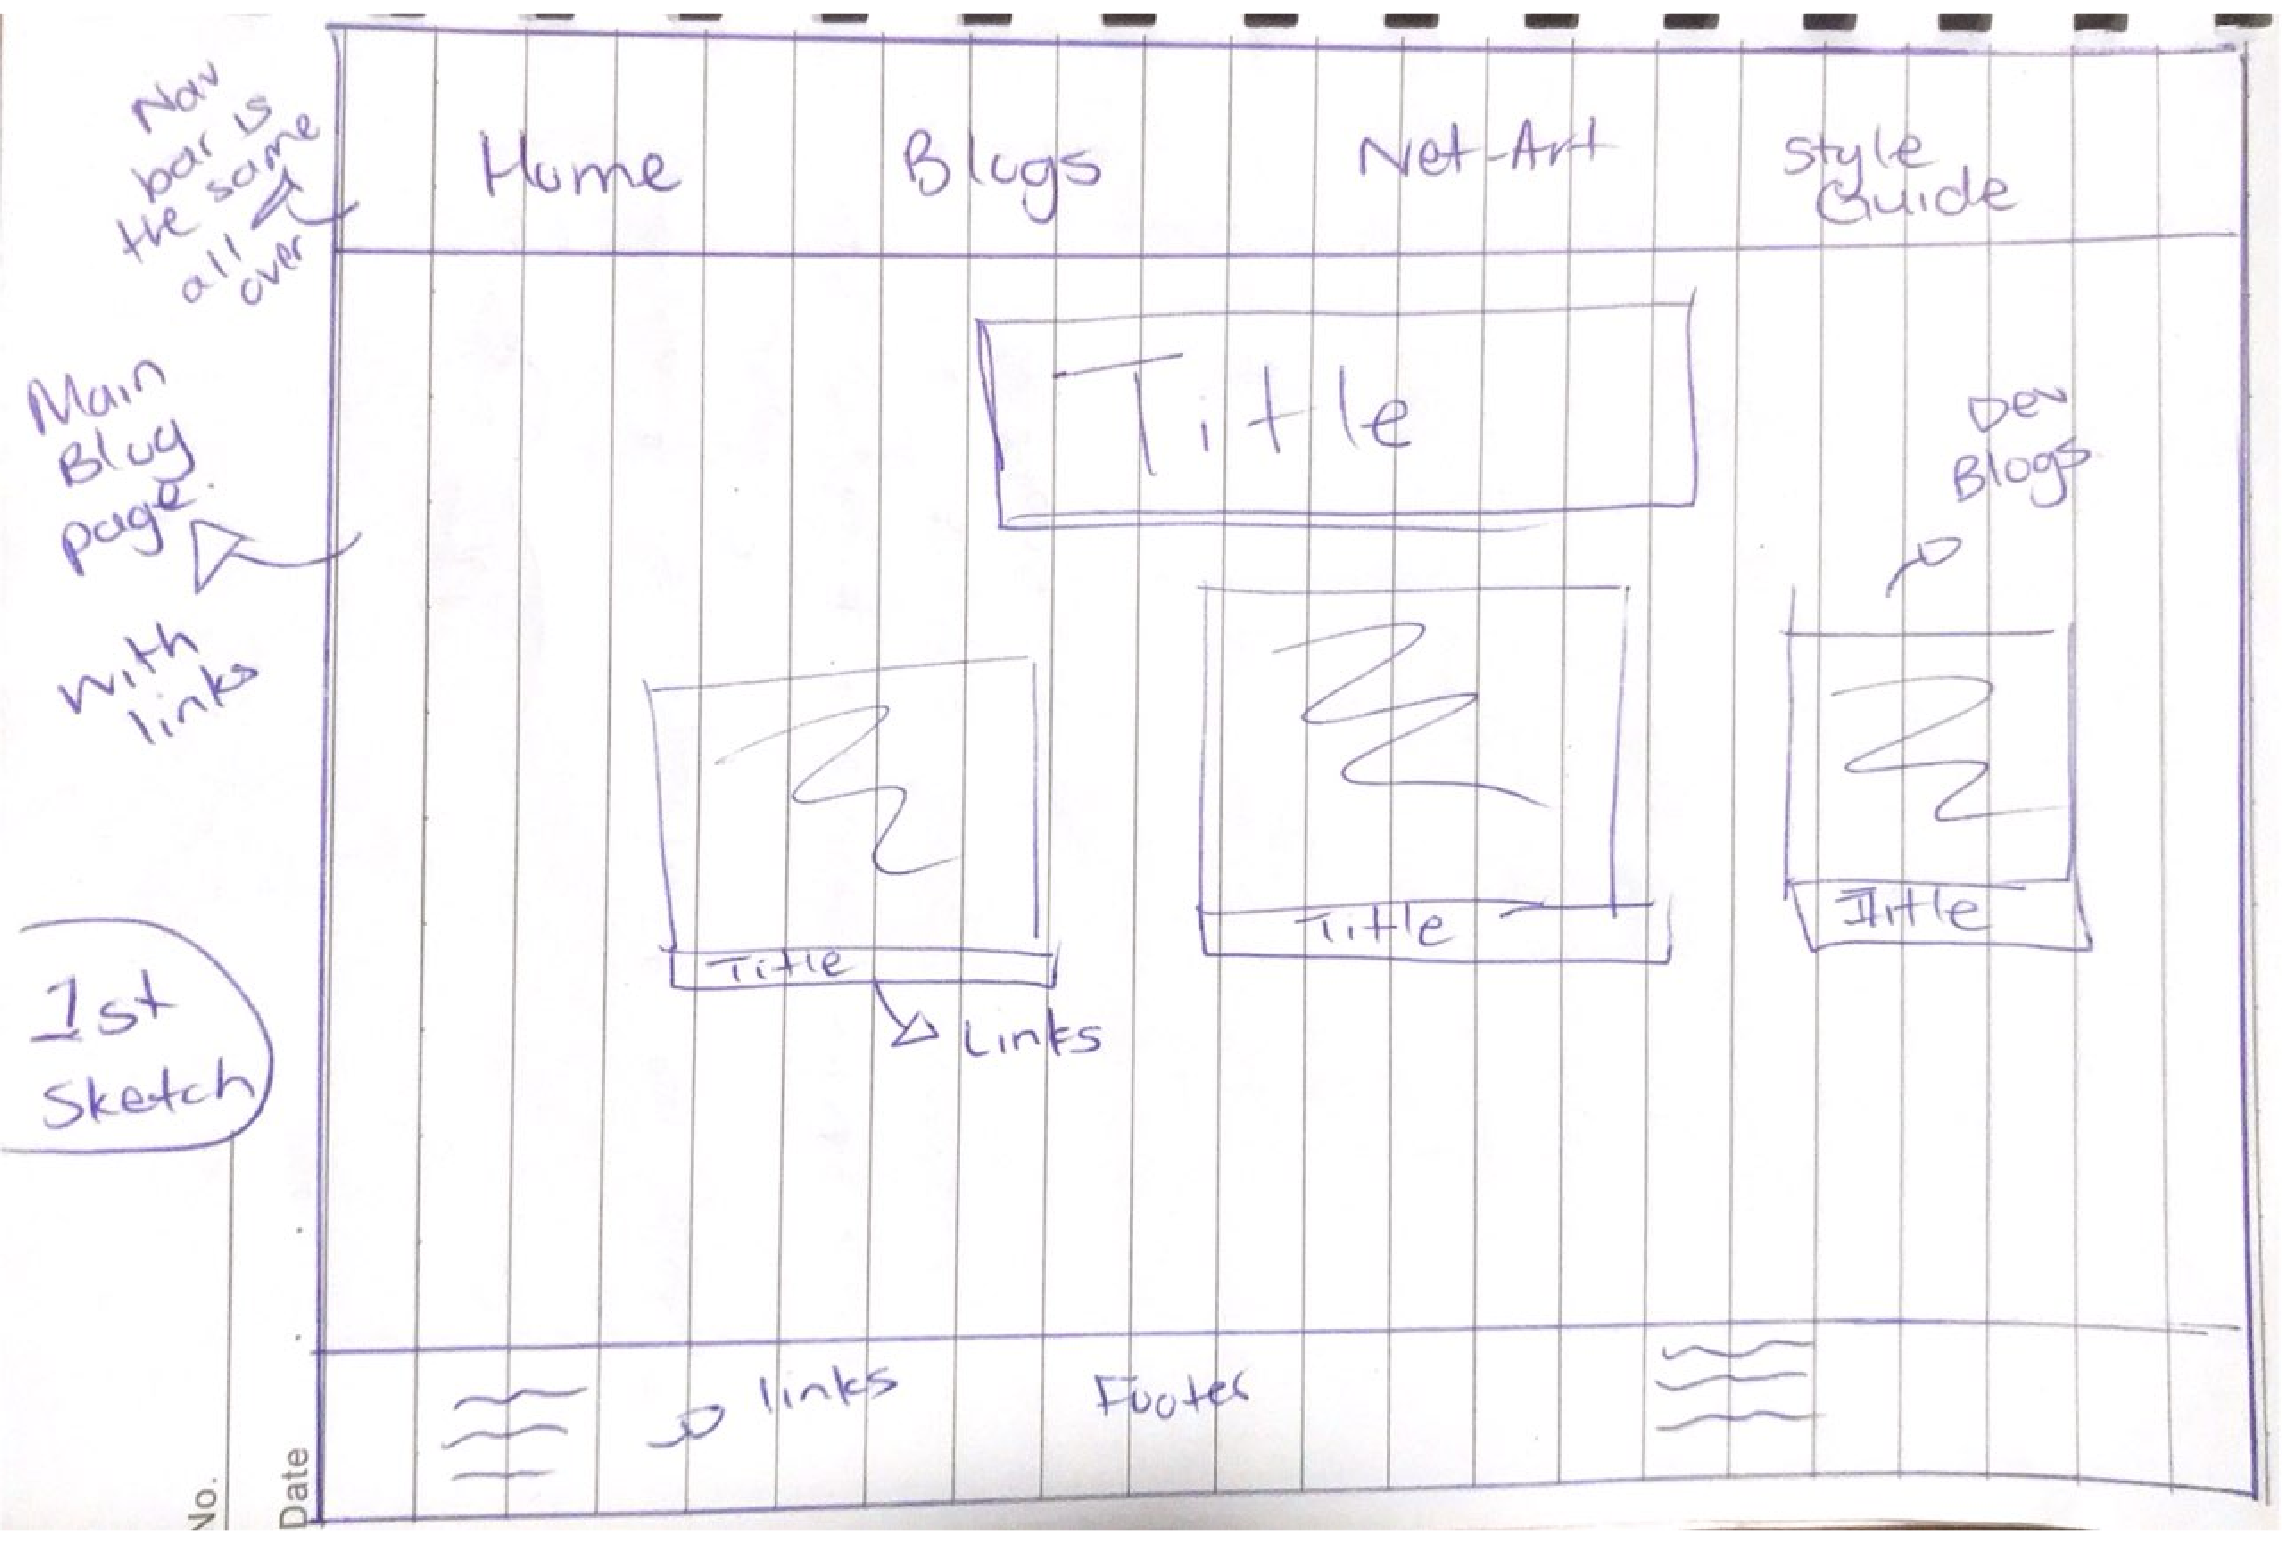 Nav
bar is
the same
all over
Home
Blogs
Net-Art
Style
Guide
Main
Blog
page.
With
links
Title
Dev
Blogs
Title
Title
Title
Links
1st
Sketch
links
Footer
No.
Date